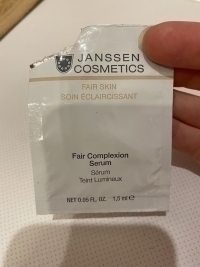 JANSSEN
COSMETICS
FAIR SKIN
SOIN ÉCLAIRCISSANT
Fair Complexion
Serum
Sérum
Teint Lumineux
NET 0.05 FL. OZ. 1,5 ml e